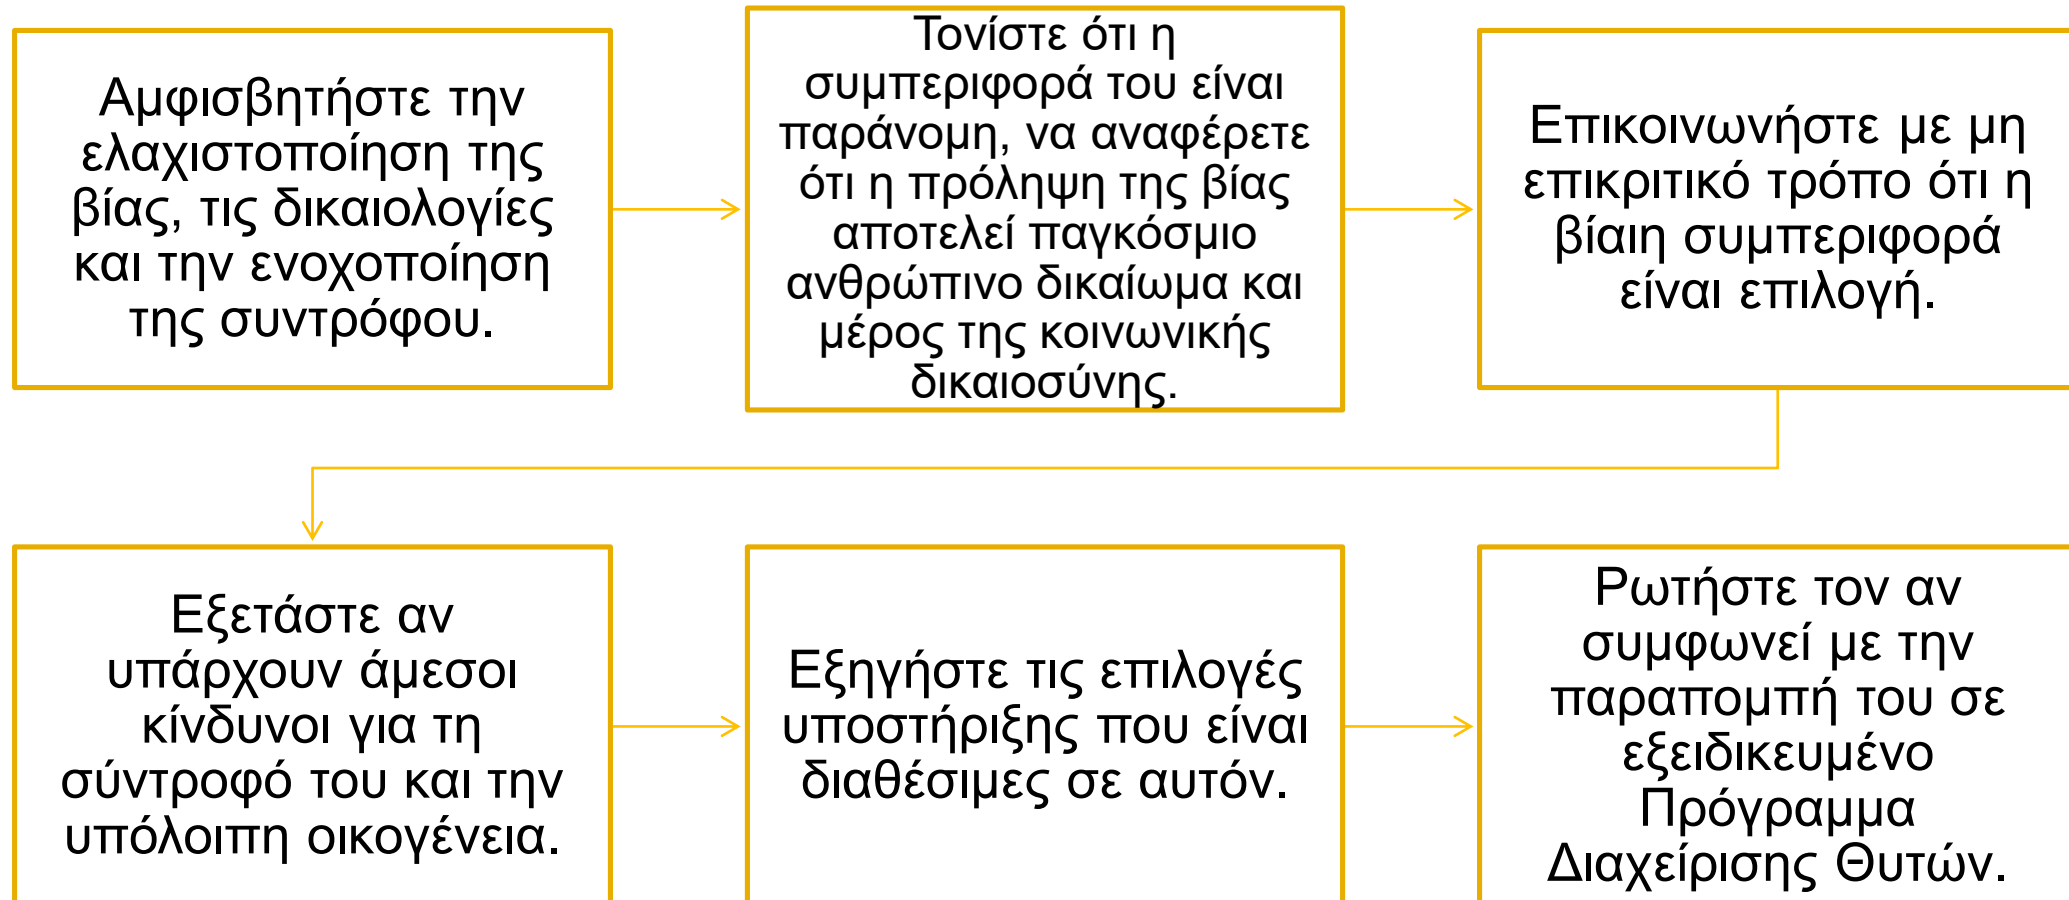 Αμφισβητήστε την
ελαχιστοποίηση της
βίας, τις δικαιολογίες
και την ενοχοποίηση
της συντρόφου.
Τονίστε ότι η
συμπεριφορά του είναι
παράνομη, να αναφέρετε
ότι η πρόληψη της βίας
αποτελεί παγκόσμιο
ανθρώπινο δικαίωμα και
μέρος της κοινωνικής
δικαιοσύνης.
Επικοινωνήστε με μη
επικριτικό τρόπο ότι η
βίαιη συμπεριφορά
είναι επιλογή.
Εξετάστε αν
υπάρχουν άμεσοι
κίνδυνοι για τη
σύντροφό του και την
υπόλοιπη οικογένεια.
Εξηγήστε τις επιλογές
υποστήριξης που είναι
διαθέσιμες σε αυτόν.
Ρωτήστε τον αν
συμφωνεί με την
παραπομπή του σε
εξειδικευμένο
Πρόγραμμα
Διαχείρισης Θυτών.